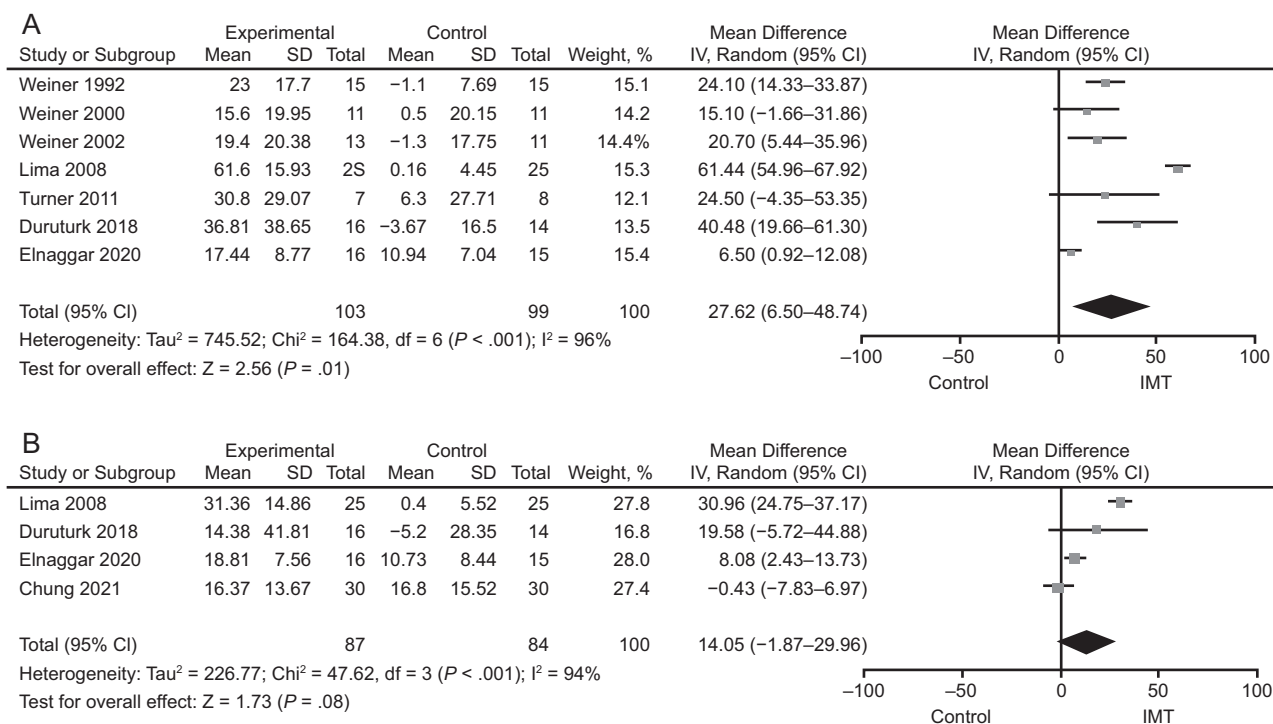 A
Experimental Control Mean Difference Mean Difference
Study or Subgroup Mean SD Total Mean SD Total Weight, % IV, Random (95% CI) IV, Random (95% CI)
Weiner 1992 23 17.7 15 −1.1 7.69 15 15.1 24.10 (14.33–33.87)
Weiner 2000 15.6 19.95 11 0.5 20.15 11 14.2 15.10 (−1.66–31.86)
Weiner 2002 19.4 20.38 13 −1.3 17.75 11 14.4% 20.70 (5.44–35.96)
Lima 2008 61.6 15.93 2S 0.16 4.45 25 15.3 61.44 (54.96–67.92)
Turner 2011 30.8 29.07 7 6.3 27.71 8 12.1 24.50 (−4.35–53.35)
Duruturk 2018 36.81 38.65 16 −3.67 16.5 14 13.5 40.48 (19.66–61.30)
Elnaggar 2020 17.44 8.77 16 10.94 7.04 15 15.4 6.50 (0.92–12.08)
Total (95% CI) 103 99 100 27.62 (6.50–48.74)
Heterogeneity: Tau² = 745.52; Chi² = 164.38, df = 6 (P < .001); I² = 96%
Test for overall effect: Z = 2.56 (P = .01)
−100 −50 0 50 100
Control IMT
B
Experimental Control Mean Difference Mean Difference
Study or Subgroup Mean SD Total Mean SD Total Weight, % IV, Random (95% CI) IV, Random (95% CI)
Lima 2008 31.36 14.86 25 0.4 5.52 25 27.8 30.96 (24.75–37.17)
Duruturk 2018 14.38 41.81 16 −5.2 28.35 14 16.8 19.58 (−5.72–44.88)
Elnaggar 2020 18.81 7.56 16 10.73 8.44 15 28.0 8.08 (2.43–13.73)
Chung 2021 16.37 13.67 30 16.8 15.52 30 27.4 −0.43 (−7.83–6.97)
Total (95% CI) 87 84 100 14.05 (−1.87–29.96)
Heterogeneity: Tau² = 226.77; Chi² = 47.62, df = 3 (P < .001); I² = 94%
Test for overall effect: Z = 1.73 (P = .08)
−100 −50 0 50 100
Control IMT